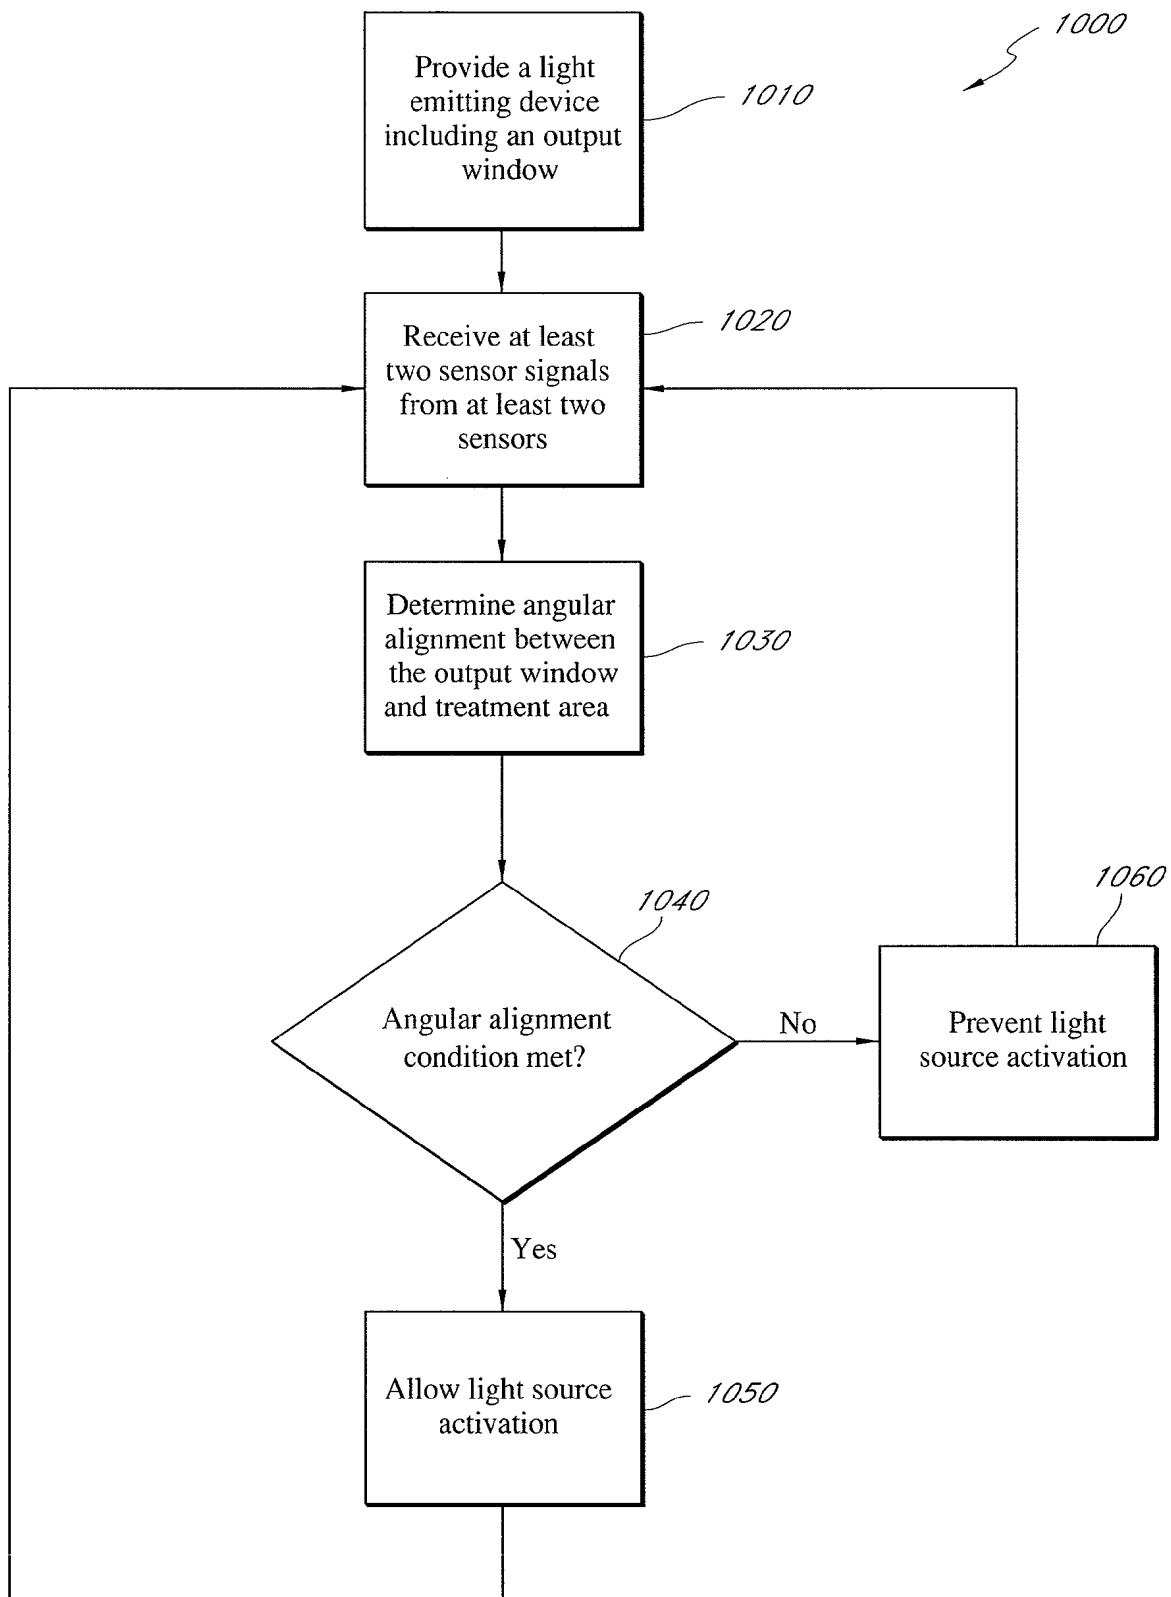 1000
Provide a light
emitting device
including an output
window
1010
Receive at least
two sensor signals
from at least two
sensors
1020
Determine angular
alignment between
the output window
and treatment area
1030
1040
Angular alignment
condition met?
No
1060
Prevent light
source activation
Yes
Allow light source
activation
1050